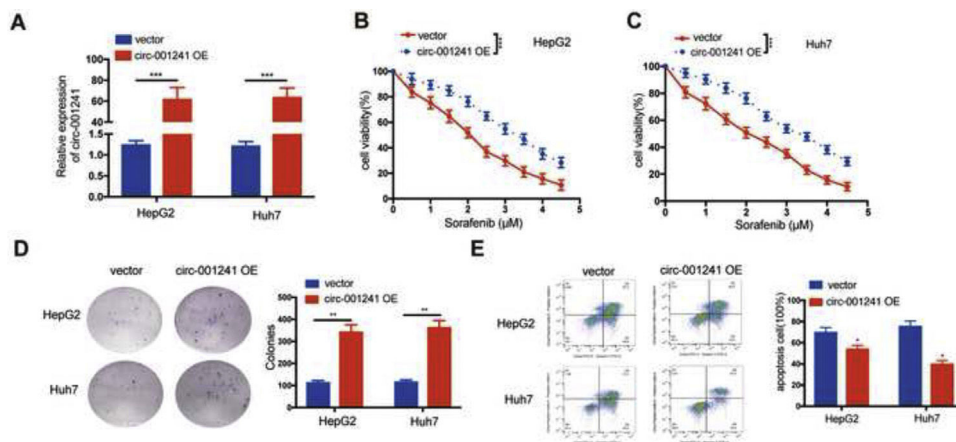 A
vector
circ-001241 OE
***
***
Relative expression
of circ-001241
100
80
60
40
20
1.5
1.0
0.5
0.0
HepG2
Huh7
B
vector
circ-001241 OE
***
HepG2
cell viability(%)
100
80
60
40
20
0
0
1
2
3
4
5
Sorafenib (µM)
C
vector
circ-001241 OE
***
Huh7
cell viability(%)
100
80
60
40
20
0
0
1
2
3
4
5
Sorafenib (µM)
D
vector
circ-001241 OE
HepG2
Huh7
vector
circ-001241 OE
**
**
Colonies
500
400
300
200
100
0
HepG2
Huh7
E
vector
circ-001241 OE
HepG2
Huh7
vector
circ-001241 OE
*
*
apoptosis cell(100%)
100
80
60
40
20
0
HepG2
Huh7